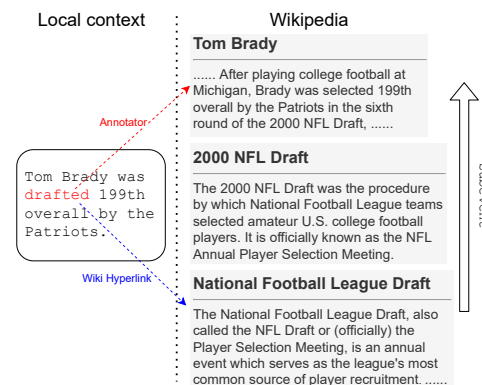 Local context
Wikipedia
Tom Brady
...... After playing college football at
Michigan, Brady was selected 199th
overall by the Patriots in the sixth
round of the 2000 NFL Draft, ......
Annotator
Tom Brady was
drafted 199th
overall by the
Patriots.
2000 NFL Draft
The 2000 NFL Draft was the procedure
by which National Football League teams
selected amateur U.S. college football
players. It is officially known as the NFL
Annual Player Selection Meeting.
Wiki Hyperlink
National Football League Draft
The National Football League Draft, also
called the NFL Draft or (officially) the
Player Selection Meeting, is an annual
event which serves as the league's most
common source of player recruitment. ......